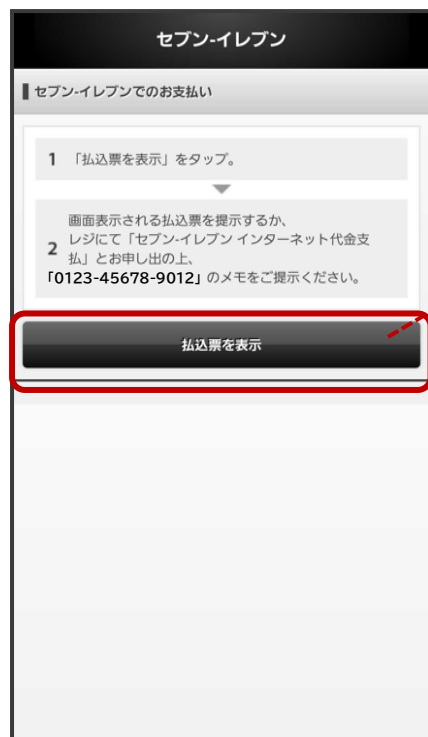 セブン-イレブン
セブン-イレブンでのお支払い
1 「払込票を表示」をタップ。
画面表示される払込票を提示するか、
2 レジにて「セブン-イレブン インターネット代金支
払」とお申し出の上、
「0123-45678-9012」のメモをご提示ください。
払込票を表示